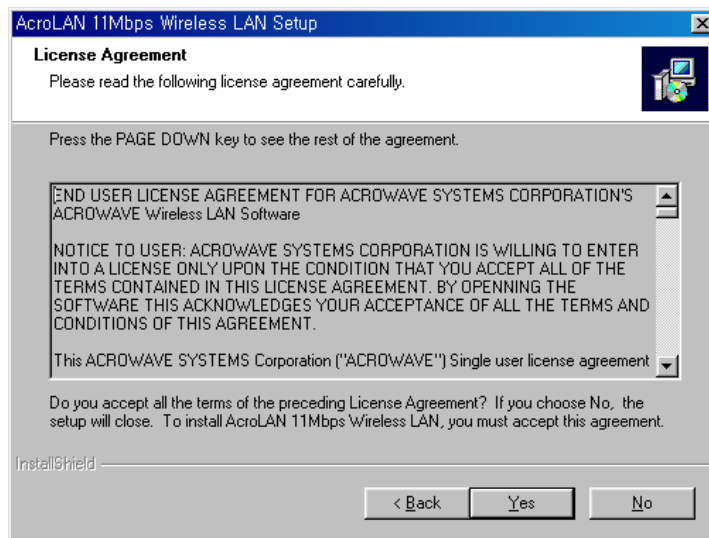 AcroLAN 11Mbps Wireless LAN Setup
License Agreement
Please read the following license agreement carefully.
Press the PAGE DOWN key to see the rest of the agreement.
END USER LICENSE AGREEMENT FOR ACROWAVE SYSTEMS CORPORATION'S
ACROWAVE Wireless LAN Software
NOTICE TO USER: ACROWAVE SYSTEMS CORPORATION IS WILLING TO ENTER
INTO A LICENSE ONLY UPON THE CONDITION THAT YOU ACCEPT ALL OF THE
TERMS CONTAINED IN THIS LICENSE AGREEMENT. BY OPENNING THE
SOFTWARE THIS ACKNOWLEDGES YOUR ACCEPTANCE OF ALL THE TERMS AND
CONDITIONS OF THIS AGREEMENT.
This ACROWAVE SYSTEMS Corporation ("ACROWAVE") Single user license agreement
Do you accept all the terms of the preceding License Agreement? If you choose No, the
setup will close. To install AcroLAN 11Mbps Wireless LAN, you must accept this agreement.
InstallShield
< Back Yes No